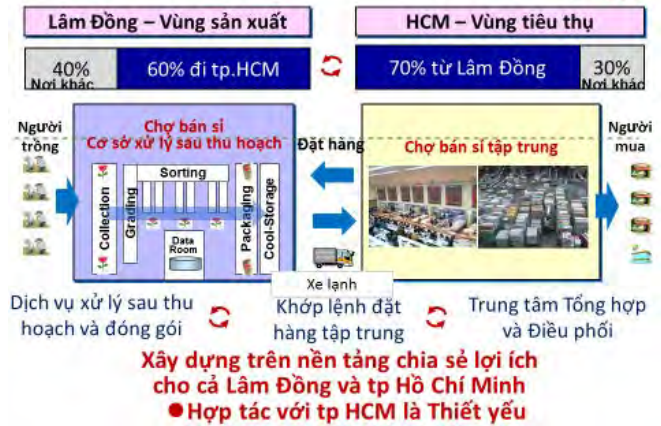 Lâm Đồng – Vùng sản xuất
HCM – Vùng tiêu thụ
40%
Nơi khác
60% đi tp.HCM
70% từ Lâm Đồng
30%
Nơi khác
Người
trồng
Chợ bán sỉ
Cơ sở xử lý sau thu hoạch
Đặt hàng
Chợ bán sỉ tập trung
Người
mua
Collection
Grading
Sorting
Data
Room
Packaging
Cool-Storage
Xe lạnh
Dịch vụ xử lý sau thu
hoạch và đóng gói
Khớp lệnh đặt
hàng tập trung
Trung tâm Tổng hợp
và Điều phối
Xây dựng trên nền tảng chia sẻ lợi ích
cho cả Lâm Đồng và tp Hồ Chí Minh
●Hợp tác với tp HCM là Thiết yếu